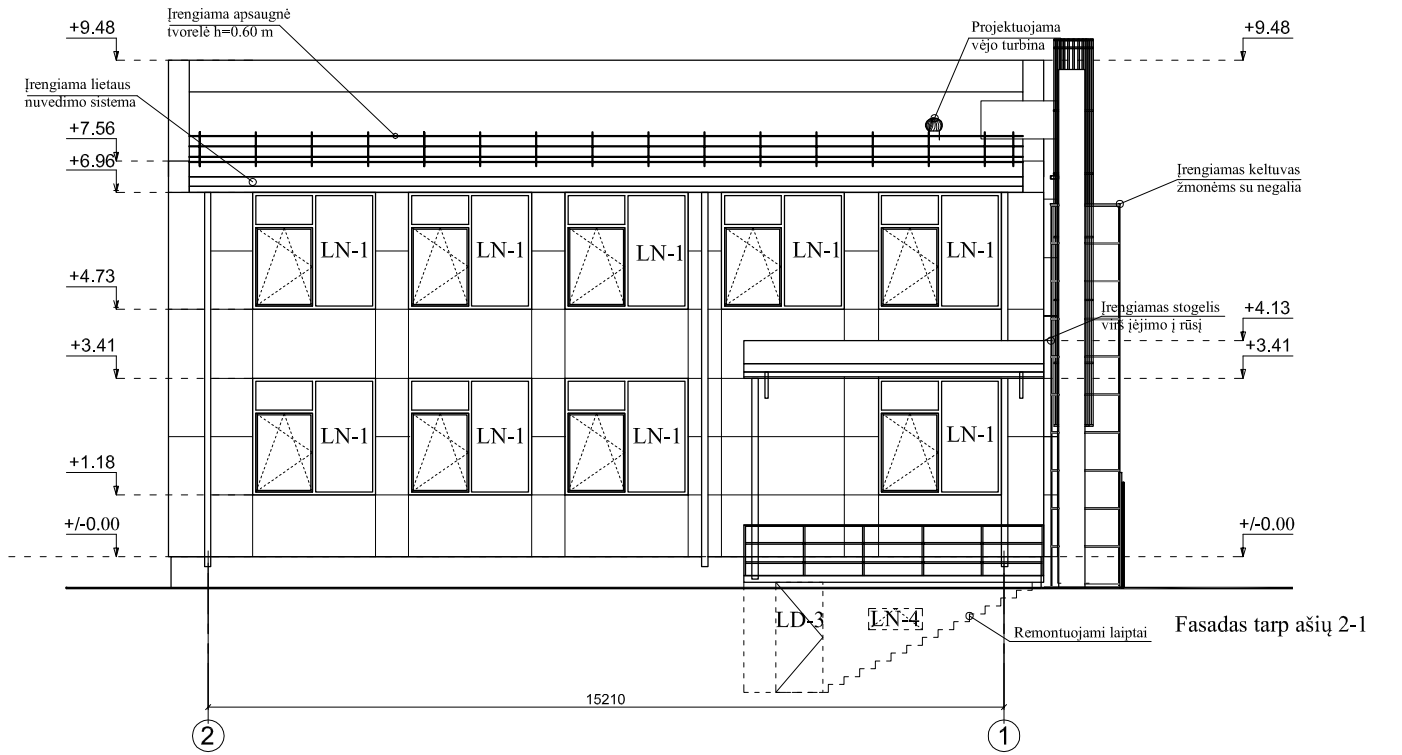 Įrengiama apsaugnė
tvorelė h=0.60 m
Projektuojama
vėjo turbina
+9.48
+9.48
Įrengiama lietaus
nuvedimo sistema
+7.56
+6.96
Įrengiamas keltuvas
žmonėms su negalia
LN-1
LN-1
LN-1
LN-1
LN-1
+4.73
Įrengiamas stogelis
virš įėjimo į rūsį
+4.13
+3.41
+3.41
LN-1
LN-1
LN-1
LN-1
+1.18
+/-0.00
+/-0.00
LD-3
LN-4
Remontuojami laiptai
Fasadas tarp ašių 2-1
15210
2
1